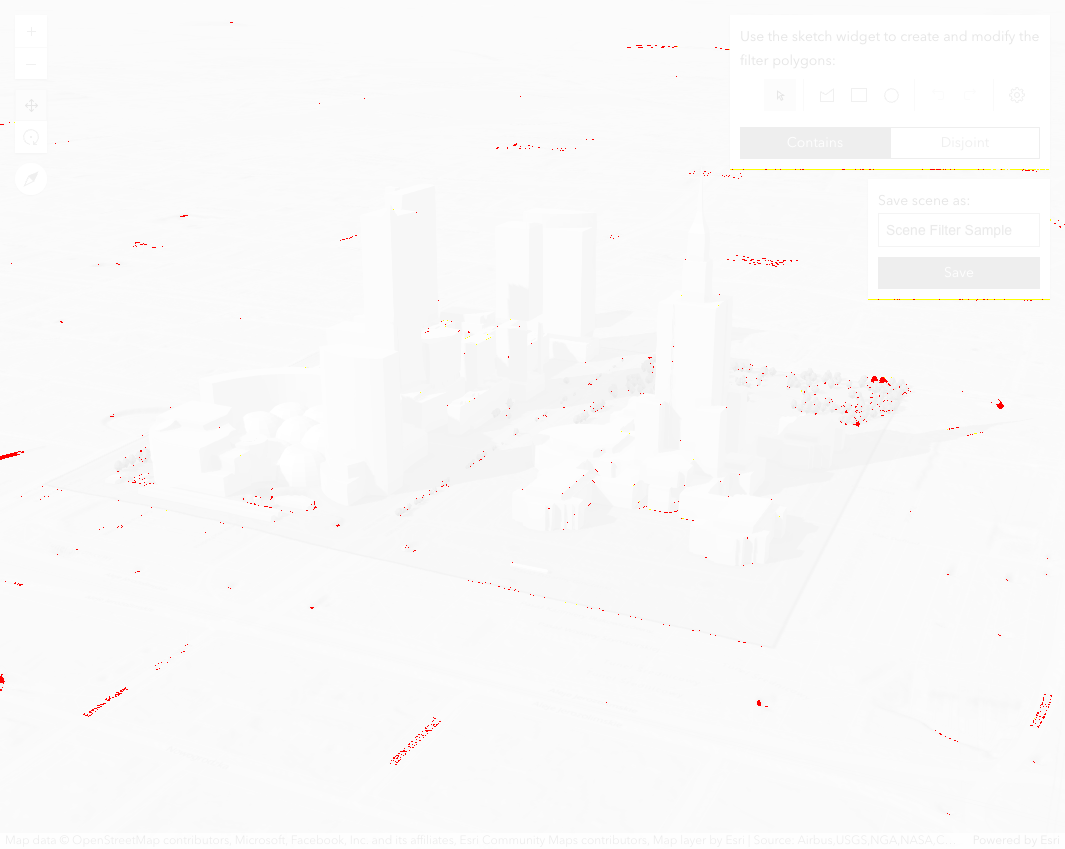 Use the sketch widget to create and modify the
filter polygons:
Contains
Disjoint
Save scene as:
Scene Filter Sample
Save
Map data © OpenStreetMap contributors, Microsoft, Facebook, Inc. and its affiliates, Esri Community Maps contributors, Map layer by Esri | Source: Airbus,USGS,NGA,NASA,C...
Powered by Esri